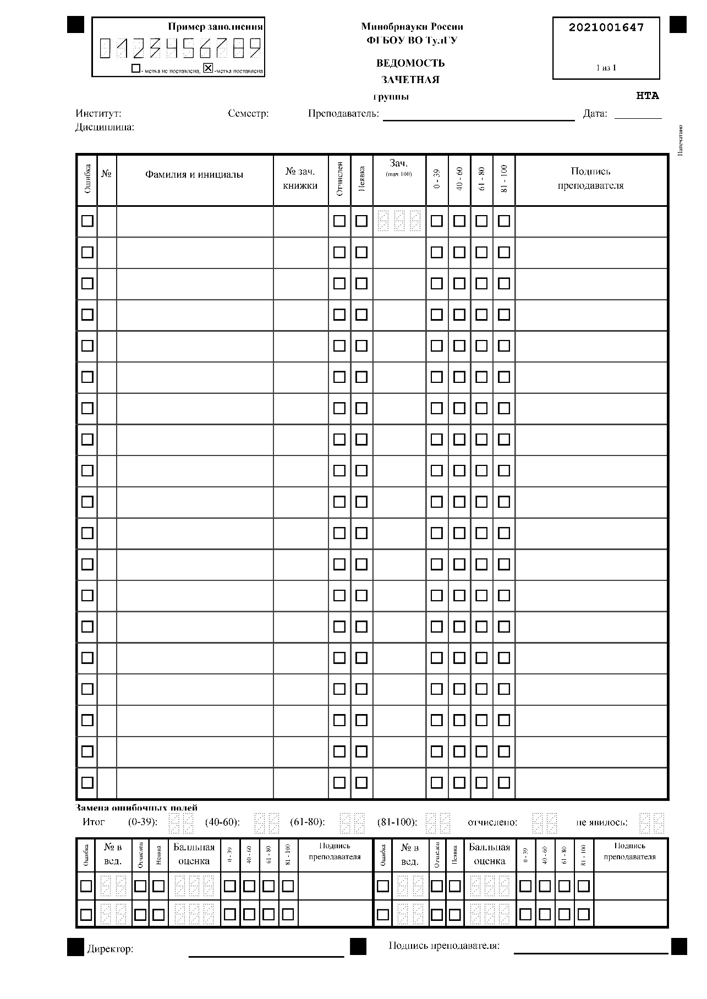 Пример заполнения
0123456789
- метка не поставлена, -метка поставлена
Минобрнауки России
ФГБОУ ВО ТулГУ
ВЕДОМОСТЬ
ЗАЧЕТНАЯ
группы
2021001647
1 из 1
НТА
Институт: Семестр: Преподаватель: Дата:
Дисциплина:
Напечатано
Ошибка № Фамилия и инициалы № зач. книжки Отчислен Неявка Зач. (max 100) 0 - 39 40 - 60 61 - 80 81 - 100 Подпись преподавателя
Замена ошибочных полей
Итог (0-39): (40-60): (61-80): (81-100): отчислено: не явилось:
Ошибка № в вед. Отчислен Неявка Балльная оценка 0 - 39 40 - 60 61 - 80 81 - 100 Подпись преподавателя Ошибка № в вед. Отчислен Неявка Балльная оценка 0 - 39 40 - 60 61 - 80 81 - 100 Подпись преподавателя
Директор: Подпись преподавателя: